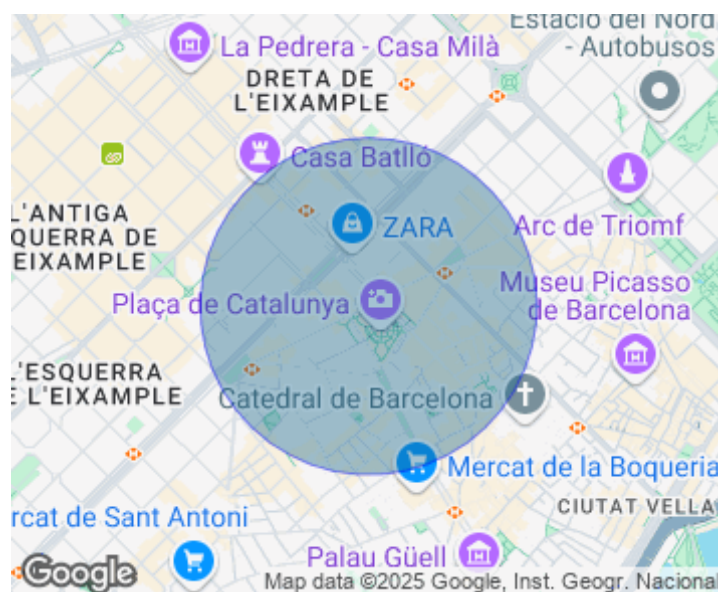 Estació del Nord
- Autobusos
La Pedrera - Casa Milà
DRETA DE
L'EIXAMPLE
Casa Batlló
L'ANTIGA
QUERRA DE
EIXAMPLE
ZARA
Arc de Triomf
Plaça de Catalunya
Museu Picasso
de Barcelona
L'ESQUERRA
E L'EIXAMPLE
Catedral de Barcelona
Mercat de la Boqueria
rcat de Sant Antoni
CIUTAT VELLA
Palau Güell
Google
Map data ©2025 Google, Inst. Geogr. Nacional